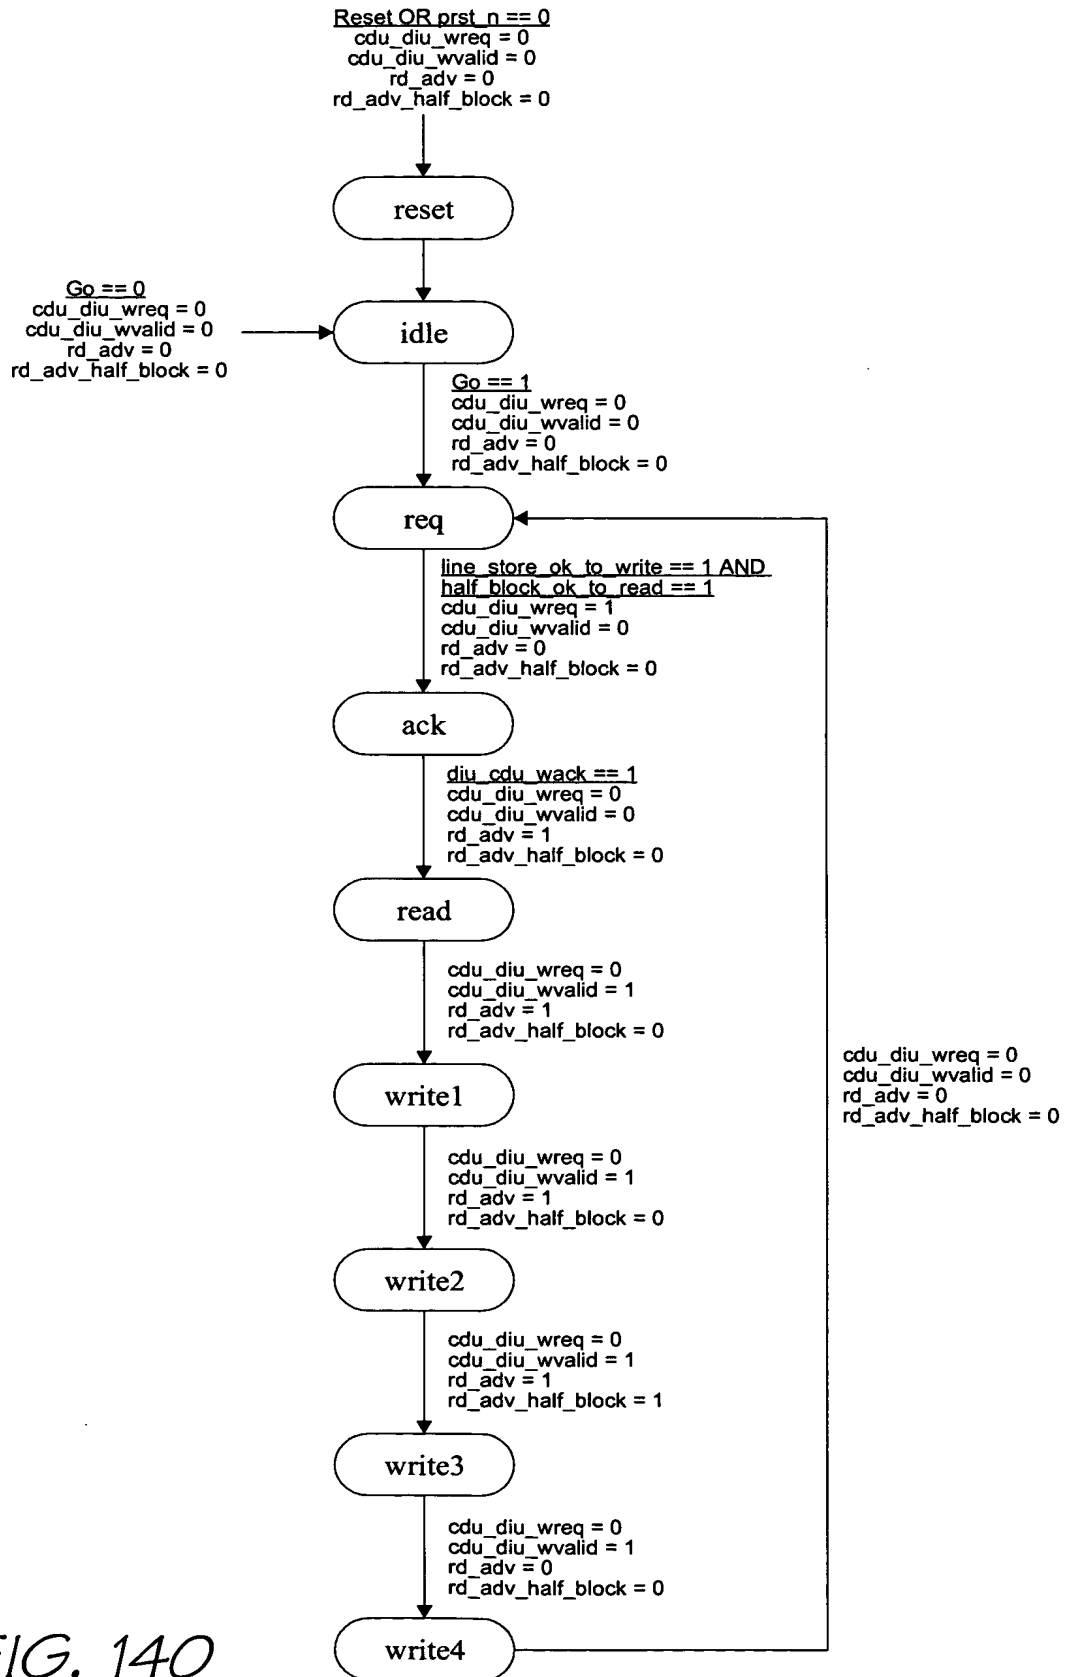 Reset OR prst_n == 0
cdu_diu_wreq = 0
cdu_diu_wvalid = 0
rd_adv = 0
rd_adv_half_block = 0
reset
Go == 0
cdu_diu_wreq = 0
cdu_diu_wvalid = 0
rd_adv = 0
rd_adv_half_block = 0
idle
Go == 1
cdu_diu_wreq = 0
cdu_diu_wvalid = 0
rd_adv = 0
rd_adv_half_block = 0
req
line_store_ok_to_write == 1 AND
half_block_ok_to_read == 1
cdu_diu_wreq = 1
cdu_diu_wvalid = 0
rd_adv = 0
rd_adv_half_block = 0
ack
diu_cdu_wack == 1
cdu_diu_wreq = 0
cdu_diu_wvalid = 0
rd_adv = 1
rd_adv_half_block = 0
read
cdu_diu_wreq = 0
cdu_diu_wvalid = 1
rd_adv = 1
rd_adv_half_block = 0
cdu_diu_wreq = 0
cdu_diu_wvalid = 0
rd_adv = 0
rd_adv_half_block = 0
write1
cdu_diu_wreq = 0
cdu_diu_wvalid = 1
rd_adv = 1
rd_adv_half_block = 0
write2
cdu_diu_wreq = 0
cdu_diu_wvalid = 1
rd_adv = 1
rd_adv_half_block = 1
write3
cdu_diu_wreq = 0
cdu_diu_wvalid = 1
rd_adv = 0
rd_adv_half_block = 0
write4
FIG. 140